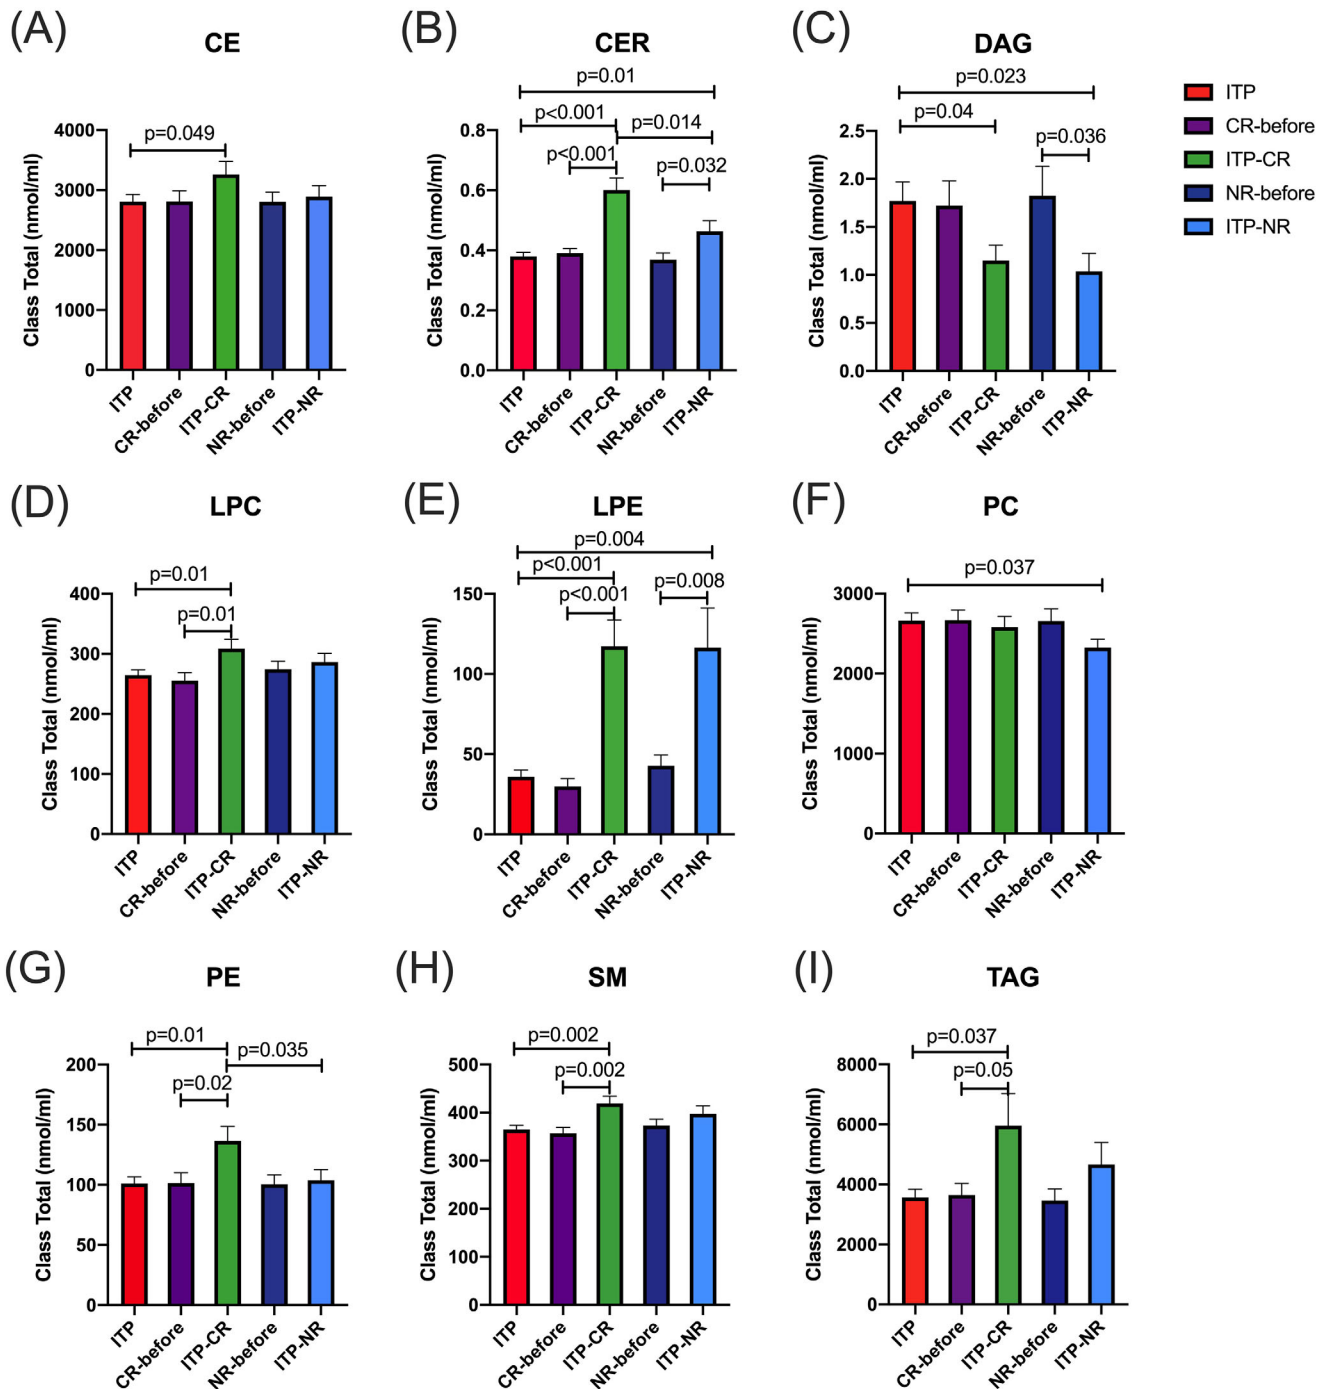 (A)
CE
p=0.049
Class Total (nmol/ml)
4000
3000
2000
1000
0
ITP
CR-before
ITP-CR
NR-before
ITP-NR
(B)
CER
p=0.01
p<0.001
p=0.014
p<0.001
p=0.032
Class Total (nmol/ml)
0.8
0.6
0.4
0.2
0.0
ITP
CR-before
ITP-CR
NR-before
ITP-NR
(C)
DAG
p=0.023
p=0.04
p=0.036
Class Total (nmol/ml)
2.5
2.0
1.5
1.0
0.5
0.0
ITP
CR-before
ITP-CR
NR-before
ITP-NR
ITP
CR-before
ITP-CR
NR-before
ITP-NR
(D)
LPC
p=0.01
p=0.01
Class Total (nmol/ml)
400
300
200
100
0
ITP
CR-before
ITP-CR
NR-before
ITP-NR
(E)
LPE
p=0.004
p<0.001
p<0.001
p=0.008
Class Total (nmol/ml)
150
100
50
0
ITP
CR-before
ITP-CR
NR-before
ITP-NR
(F)
PC
p=0.037
Class Total (nmol/ml)
3000
2000
1000
0
ITP
CR-before
ITP-CR
NR-before
ITP-NR
(G)
PE
p=0.01
p=0.035
p=0.02
Class Total (nmol/ml)
200
150
100
50
0
ITP
CR-before
ITP-CR
NR-before
ITP-NR
(H)
SM
p=0.002
p=0.002
Class Total (nmol/ml)
500
400
300
200
100
0
ITP
CR-before
ITP-CR
NR-before
ITP-NR
(I)
TAG
p=0.037
p=0.05
Class Total (nmol/ml)
8000
6000
4000
2000
0
ITP
CR-before
ITP-CR
NR-before
ITP-NR